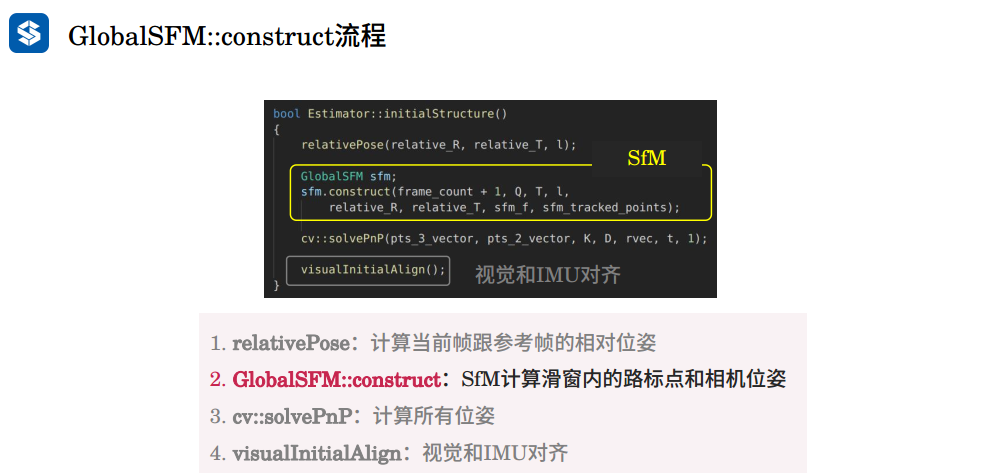 GlobalSFM::construct流程
bool Estimator::initialStructure()
{
relativePose(relative_R, relative_T, l);
SfM
GlobalSFM sfm;
sfm.construct(frame_count + 1, Q, T, l,
relative_R, relative_T, sfm_f, sfm_tracked_points);
cv::solvePnP(pts_3_vector, pts_2_vector, K, D, rvec, t, 1);
visualInitialAlign();
视觉和IMU对齐
}
1. relativePose：计算当前帧跟参考帧的相对位姿
2. GlobalSFM::construct：SfM计算滑窗内的路标点和相机位姿
3. cv::solvePnP：计算所有位姿
4. visualInitialAlign：视觉和IMU对齐